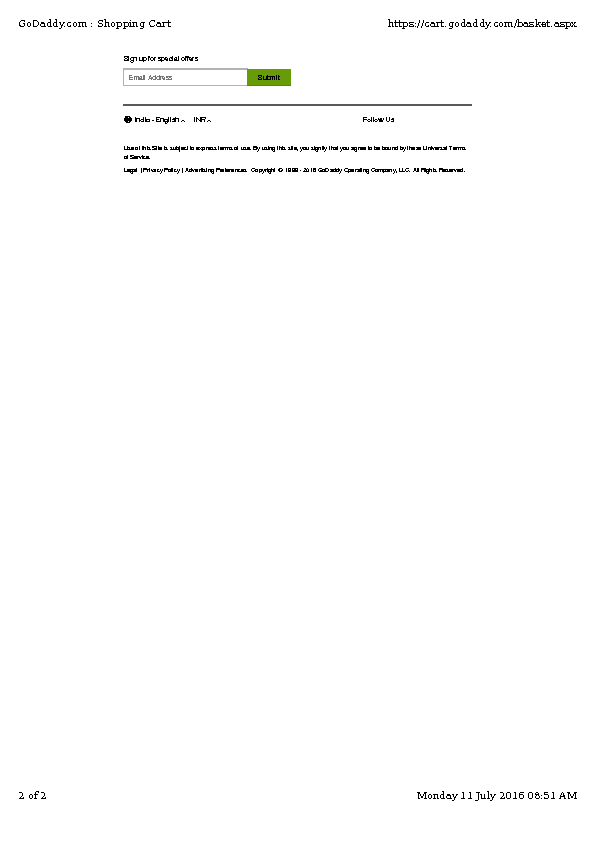 GoDaddy.com : Shopping Cart
https://cart.godaddy.com/basket.aspx
Sign up for special offers
Email Address
Submit
India - English
INR
Follow Us
Use of this Site is subject to express terms of use. By using this site, you signify that you agree to be bound by these Universal Terms
of Service.
Legal | Privacy Policy | Advertising Preferences Copyright © 1999 - 2016 GoDaddy Operating Company, LLC. All Rights Reserved.
2 of 2
Monday 11 July 2016 08:51 AM